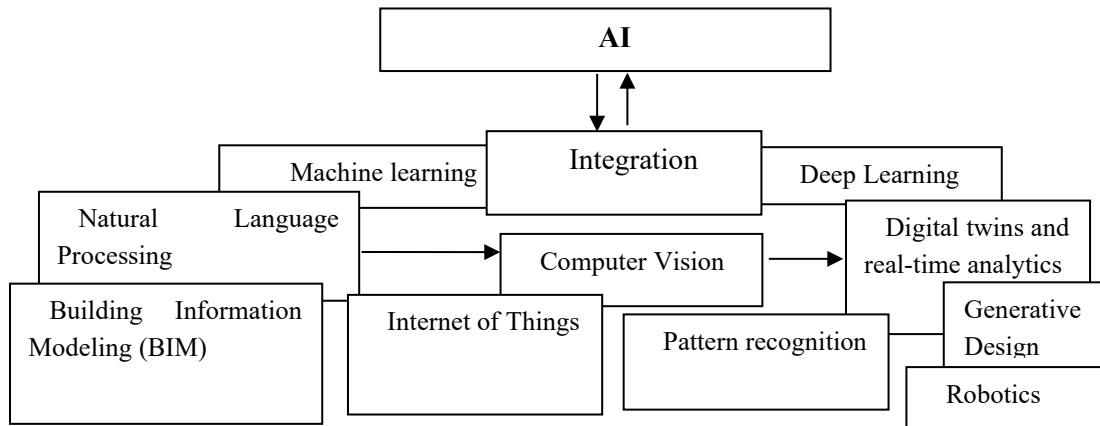 AI
Integration
Machine learning
Deep Learning
Natural Language
Processing
Computer Vision
Digital twins and
real-time analytics
Building Information
Modeling (BIM)
Internet of Things
Pattern recognition
Generative
Design
Robotics